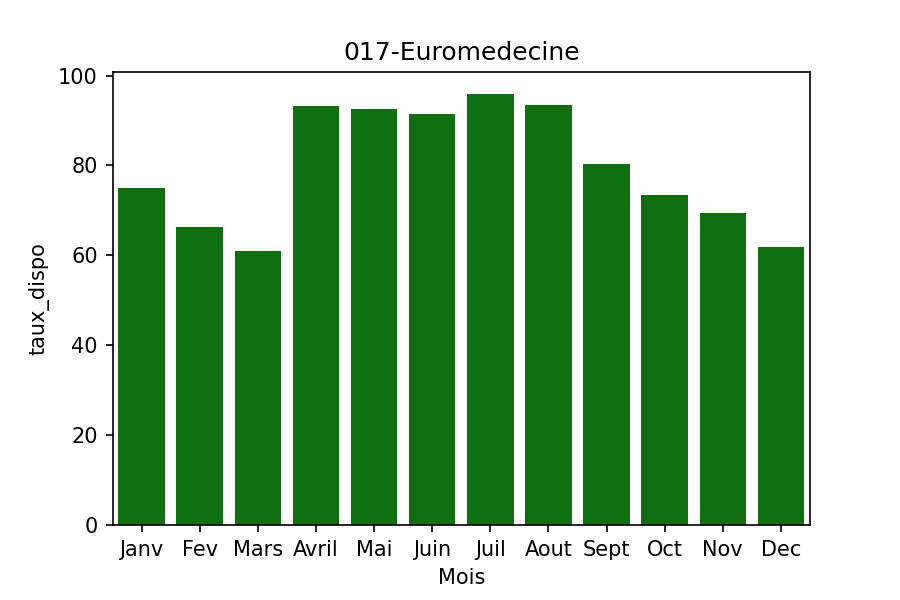 017-Euromedecine
100
80
60
40
20
0
taux_dispo
Janv Fev Mars Avril Mai Juin Juil Aout Sept Oct Nov Dec
Mois